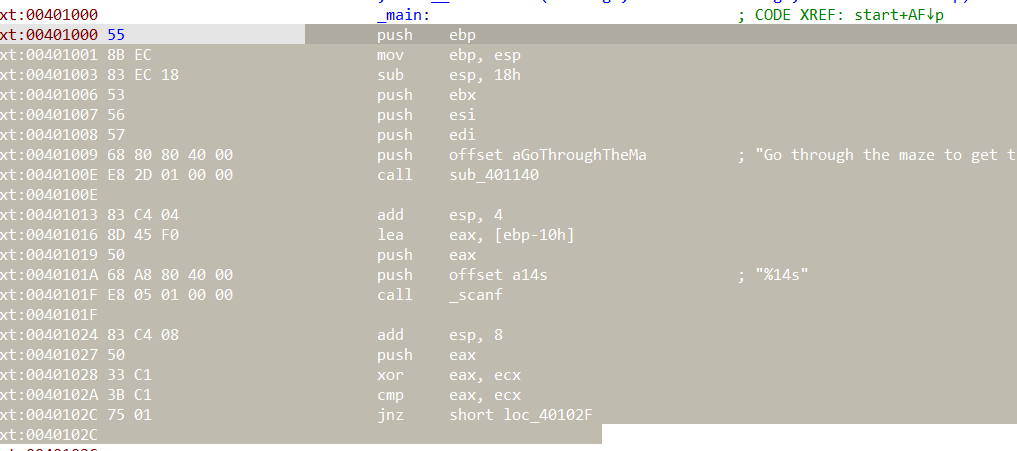 xt:00401000 _main: ; CODE XREF: start+AF↓p
xt:00401000 55 push ebp
xt:00401001 8B EC mov ebp, esp
xt:00401003 83 EC 18 sub esp, 18h
xt:00401006 53 push ebx
xt:00401007 56 push esi
xt:00401008 57 push edi
xt:00401009 68 80 80 40 00 push offset aGoThroughTheMa ; "Go through the maze to get t
xt:0040100E E8 2D 01 00 00 call sub_401140
xt:0040100E
xt:00401013 83 C4 04 add esp, 4
xt:00401016 8D 45 F0 lea eax, [ebp-10h]
xt:00401019 50 push eax
xt:0040101A 68 A8 80 40 00 push offset a14s ; "%14s"
xt:0040101F E8 05 01 00 00 call _scanf
xt:0040101F
xt:00401024 83 C4 08 add esp, 8
xt:00401027 50 push eax
xt:00401028 33 C1 xor eax, ecx
xt:0040102A 3B C1 cmp eax, ecx
xt:0040102C 75 01 jnz short loc_40102F
xt:0040102C